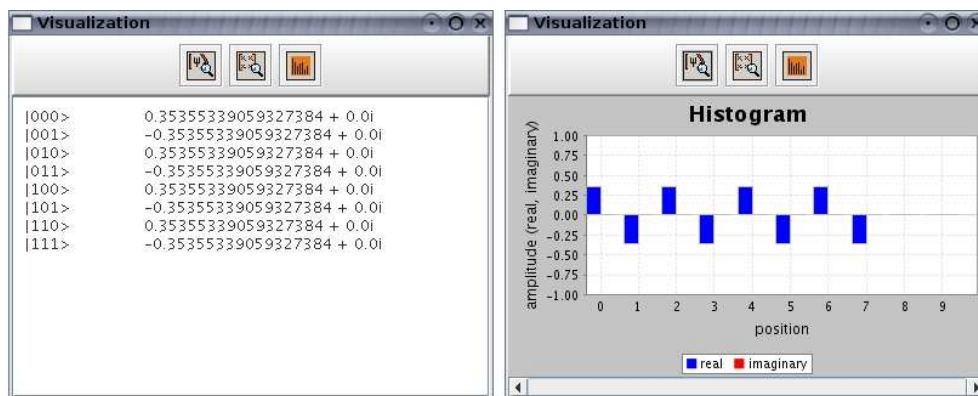 Visualization
|000> 0.35355339059327384 + 0.0i
|001> -0.35355339059327384 + 0.0i
|010> 0.35355339059327384 + 0.0i
|011> -0.35355339059327384 + 0.0i
|100> 0.35355339059327384 + 0.0i
|101> -0.35355339059327384 + 0.0i
|110> 0.35355339059327384 + 0.0i
|111> -0.35355339059327384 + 0.0i
Visualization
Histogram
amplitude (real, imaginary)
1.00
0.75
0.50
0.25
0.00
-0.25
-0.50
-0.75
-1.00
0 1 2 3 4 5 6 7 8 9
position
real imaginary